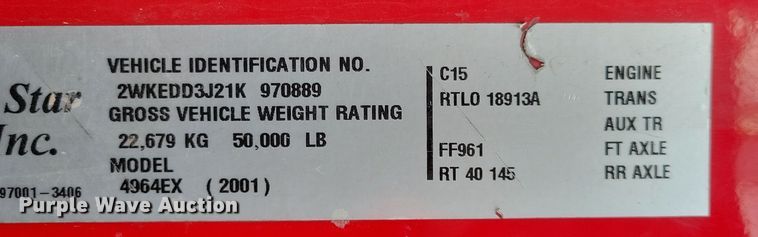 Star
Inc.
97001-3406
VEHICLE IDENTIFICATION NO.
2WKEDD3J21K 970889
GROSS VEHICLE WEIGHT RATING
22,679 KG 50,000 LB
MODEL
4964EX (2001)
C15 ENGINE
RTLO 18913A TRANS
AUX TR
FF961 FT AXLE
RT 40 145 RR AXLE
Purple Wave Auction